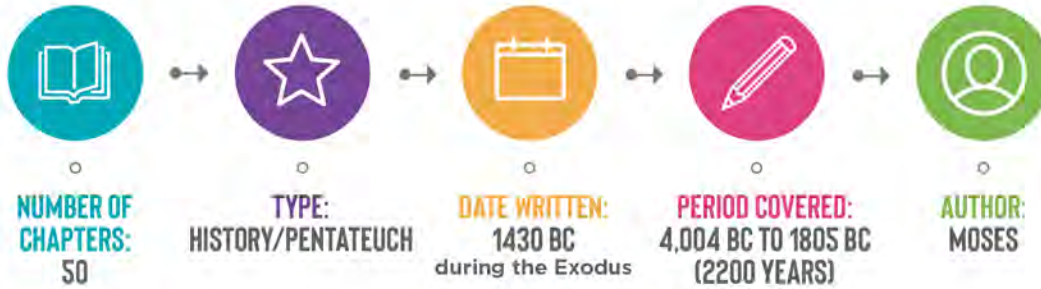 NUMBER OF
CHAPTERS:
50
TYPE:
HISTORY/PENTATEUCH
DATE WRITTEN:
1430 BC
during the Exodus
PERIOD COVERED:
4,004 BC TO 1805 BC
(2200 YEARS)
AUTHOR:
MOSES